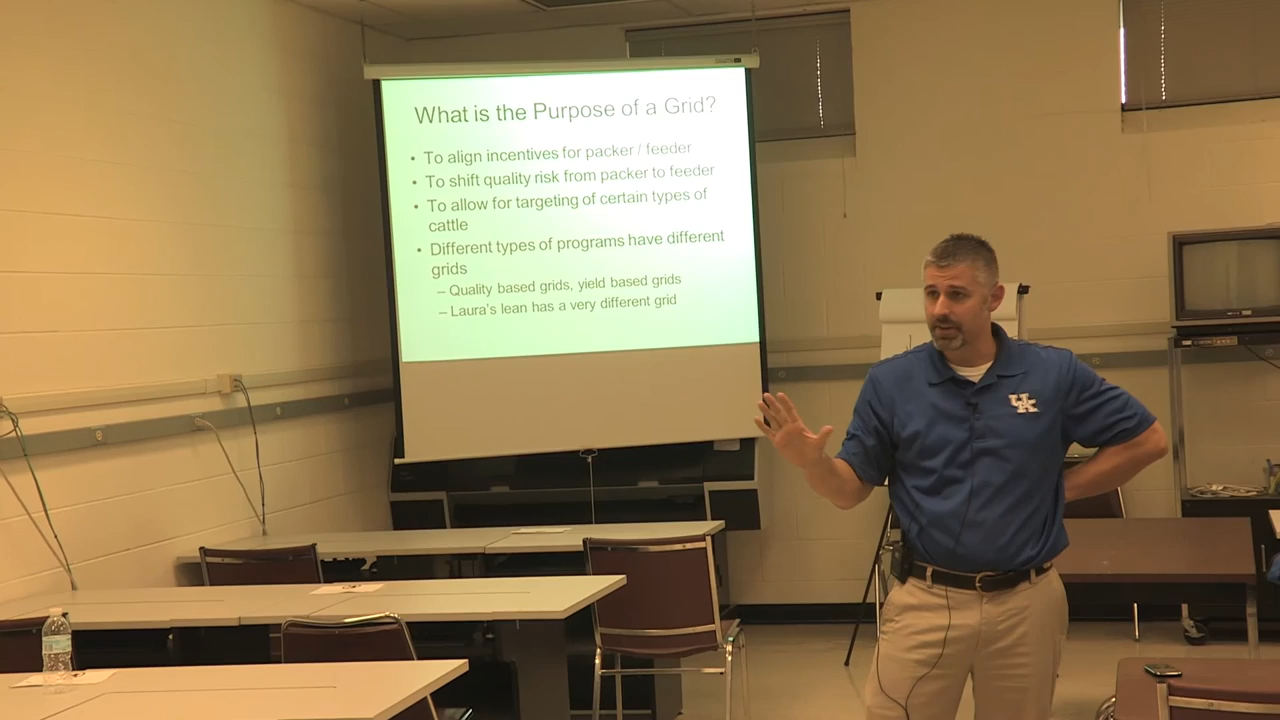 What is the Purpose of a Grid?
• To align incentives for packer / feeder
• To shift quality risk from packer to feeder
• To allow for targeting of certain types of
cattle
• Different types of programs have different
grids
– Quality based grids, yield based grids
– Laura's lean has a very different grid
UK